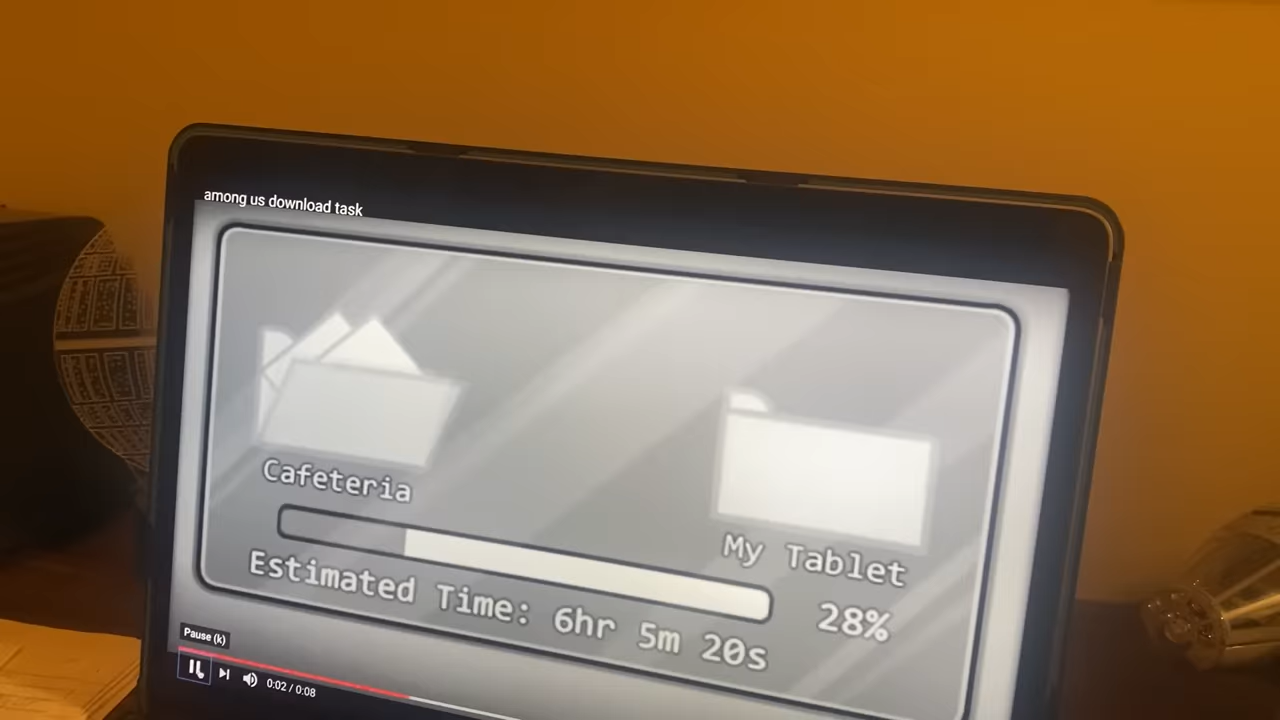 among us download task
Cafeteria
My Tablet
28%
Estimated Time: 6hr 5m 20s
Pause (k)
0:02 / 0:08